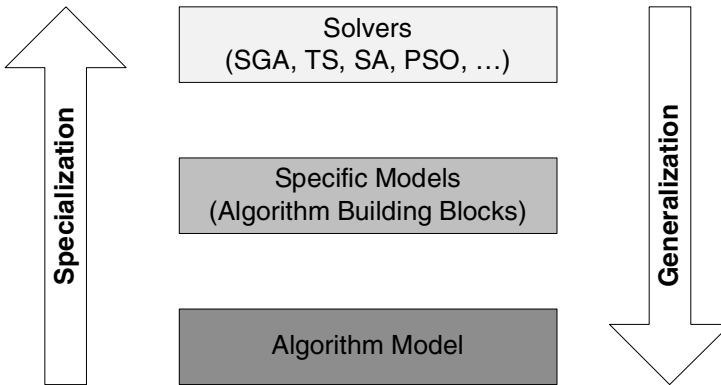 Solvers
(SGA, TS, SA, PSO, …)
Specialization
Specific Models
(Algorithm Building Blocks)
Generalization
Algorithm Model